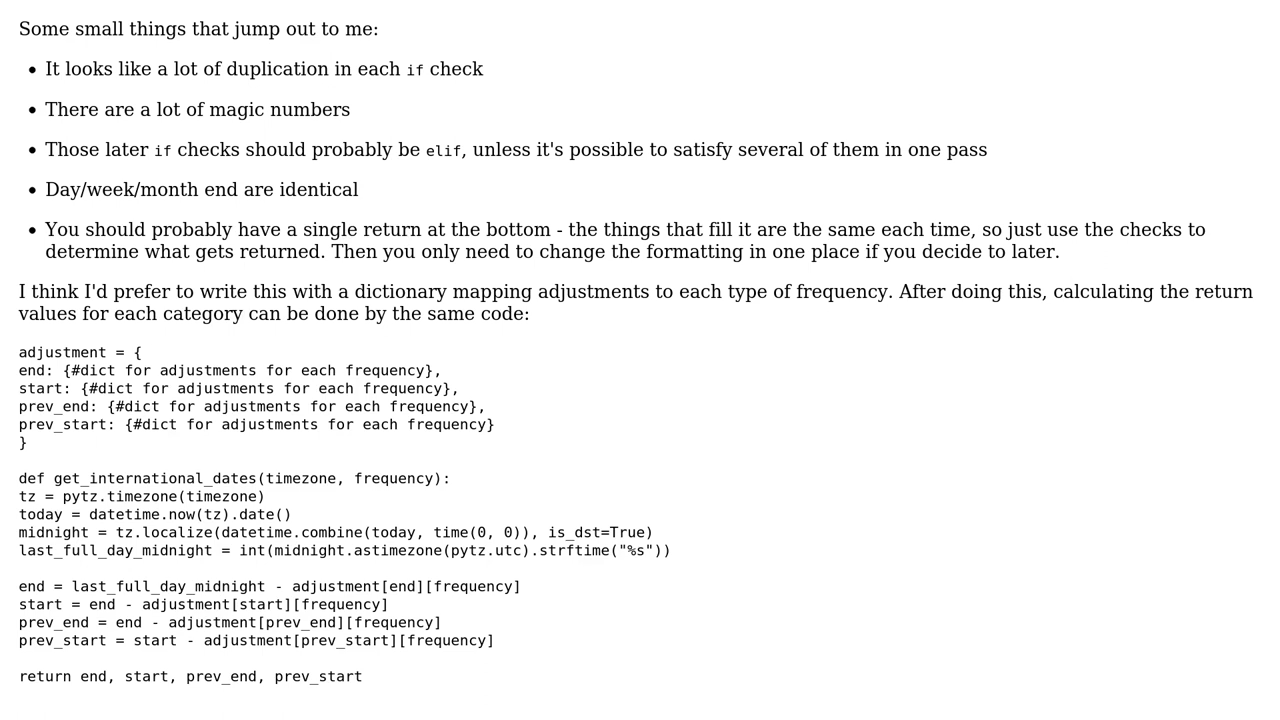 Some small things that jump out to me:
• It looks like a lot of duplication in each if check
• There are a lot of magic numbers
• Those later if checks should probably be elif, unless it's possible to satisfy several of them in one pass
• Day/week/month end are identical
• You should probably have a single return at the bottom - the things that fill it are the same each time, so just use the checks to
determine what gets returned. Then you only need to change the formatting in one place if you decide to later.
I think I'd prefer to write this with a dictionary mapping adjustments to each type of frequency. After doing this, calculating the return
values for each category can be done by the same code:
adjustment = {
end: {#dict for adjustments for each frequency},
start: {#dict for adjustments for each frequency},
prev_end: {#dict for adjustments for each frequency},
prev_start: {#dict for adjustments for each frequency}
}
def get_international_dates(timezone, frequency):
tz = pytz.timezone(timezone)
today = datetime.now(tz).date()
midnight = tz.localize(datetime.combine(today, time(0, 0)), is_dst=True)
last_full_day_midnight = int(midnight.astimezone(pytz.utc).strftime("%s"))
end = last_full_day_midnight - adjustment[end][frequency]
start = end - adjustment[start][frequency]
prev_end = end - adjustment[prev_end][frequency]
prev_start = start - adjustment[prev_start][frequency]
return end, start, prev_end, prev_start